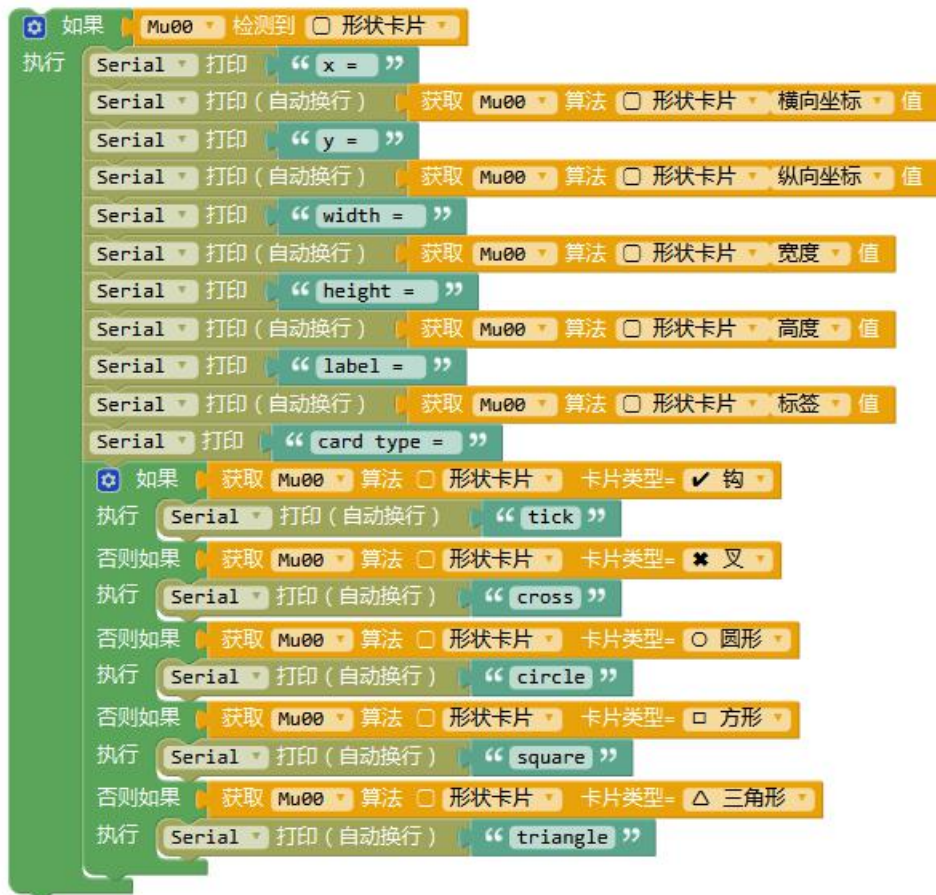 如果 Mu00 检测到 形状卡片
执行 Serial 打印 “ x = ”
Serial 打印（自动换行） 获取 Mu00 算法 形状卡片 横向坐标 值
Serial 打印 “ y = ”
Serial 打印（自动换行） 获取 Mu00 算法 形状卡片 纵向坐标 值
Serial 打印 “ width = ”
Serial 打印（自动换行） 获取 Mu00 算法 形状卡片 宽度 值
Serial 打印 “ height = ”
Serial 打印（自动换行） 获取 Mu00 算法 形状卡片 高度 值
Serial 打印 “ label = ”
Serial 打印（自动换行） 获取 Mu00 算法 形状卡片 标签 值
Serial 打印 “ card type = ”
如果 获取 Mu00 算法 形状卡片 卡片类型= ✔ 钩
执行 Serial 打印（自动换行） “ tick ”
否则如果 获取 Mu00 算法 形状卡片 卡片类型= ✖ 叉
执行 Serial 打印（自动换行） “ cross ”
否则如果 获取 Mu00 算法 形状卡片 卡片类型= ○ 圆形
执行 Serial 打印（自动换行） “ circle ”
否则如果 获取 Mu00 算法 形状卡片 卡片类型= □ 方形
执行 Serial 打印（自动换行） “ square ”
否则如果 获取 Mu00 算法 形状卡片 卡片类型= △ 三角形
执行 Serial 打印（自动换行） “ triangle ”